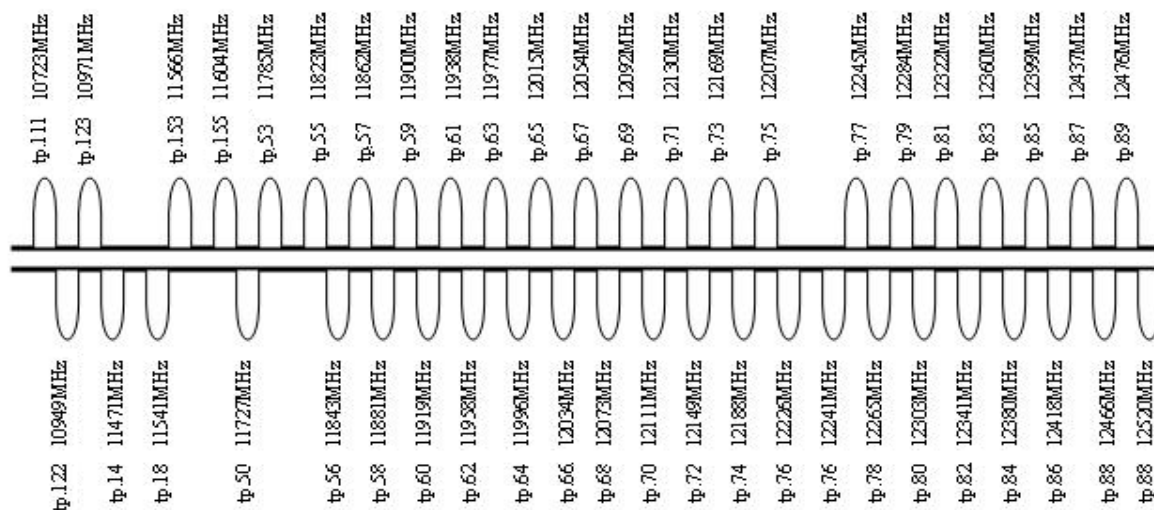 tp.111 10723MHz
tp.123 10971MHz
tp.153 11566MHz
tp.155 11604MHz
tp.53 11785MHz
tp.55 11823MHz
tp.57 11862MHz
tp.59 11900MHz
tp.61 11938MHz
tp.63 11977MHz
tp.65 12015MHz
tp.67 12054MHz
tp.69 12092MHz
tp.71 12130MHz
tp.73 12169MHz
tp.75 12207MHz
tp.77 12245MHz
tp.79 12284MHz
tp.81 12322MHz
tp.83 12360MHz
tp.85 12399MHz
tp.87 12437MHz
tp.89 12476MHz
tp.122 10949MHz
tp.14 11471MHz
tp.18 11541MHz
tp.50 11727MHz
tp.56 11843MHz
tp.58 11881MHz
tp.60 11919MHz
tp.62 11958MHz
tp.64 11996MHz
tp.66. 12034MHz
tp.68 12073MHz
tp.70 12111MHz
tp.72 12149MHz
tp.74 12188MHz
tp.76 12226MHz
tp.76 12241MHz
tp.78 12265MHz
tp.80 12303MHz
tp.82 12341MHz
tp.84 12380MHz
tp.86 12418MHz
tp.88 12466MHz
tp.88 12520MHz